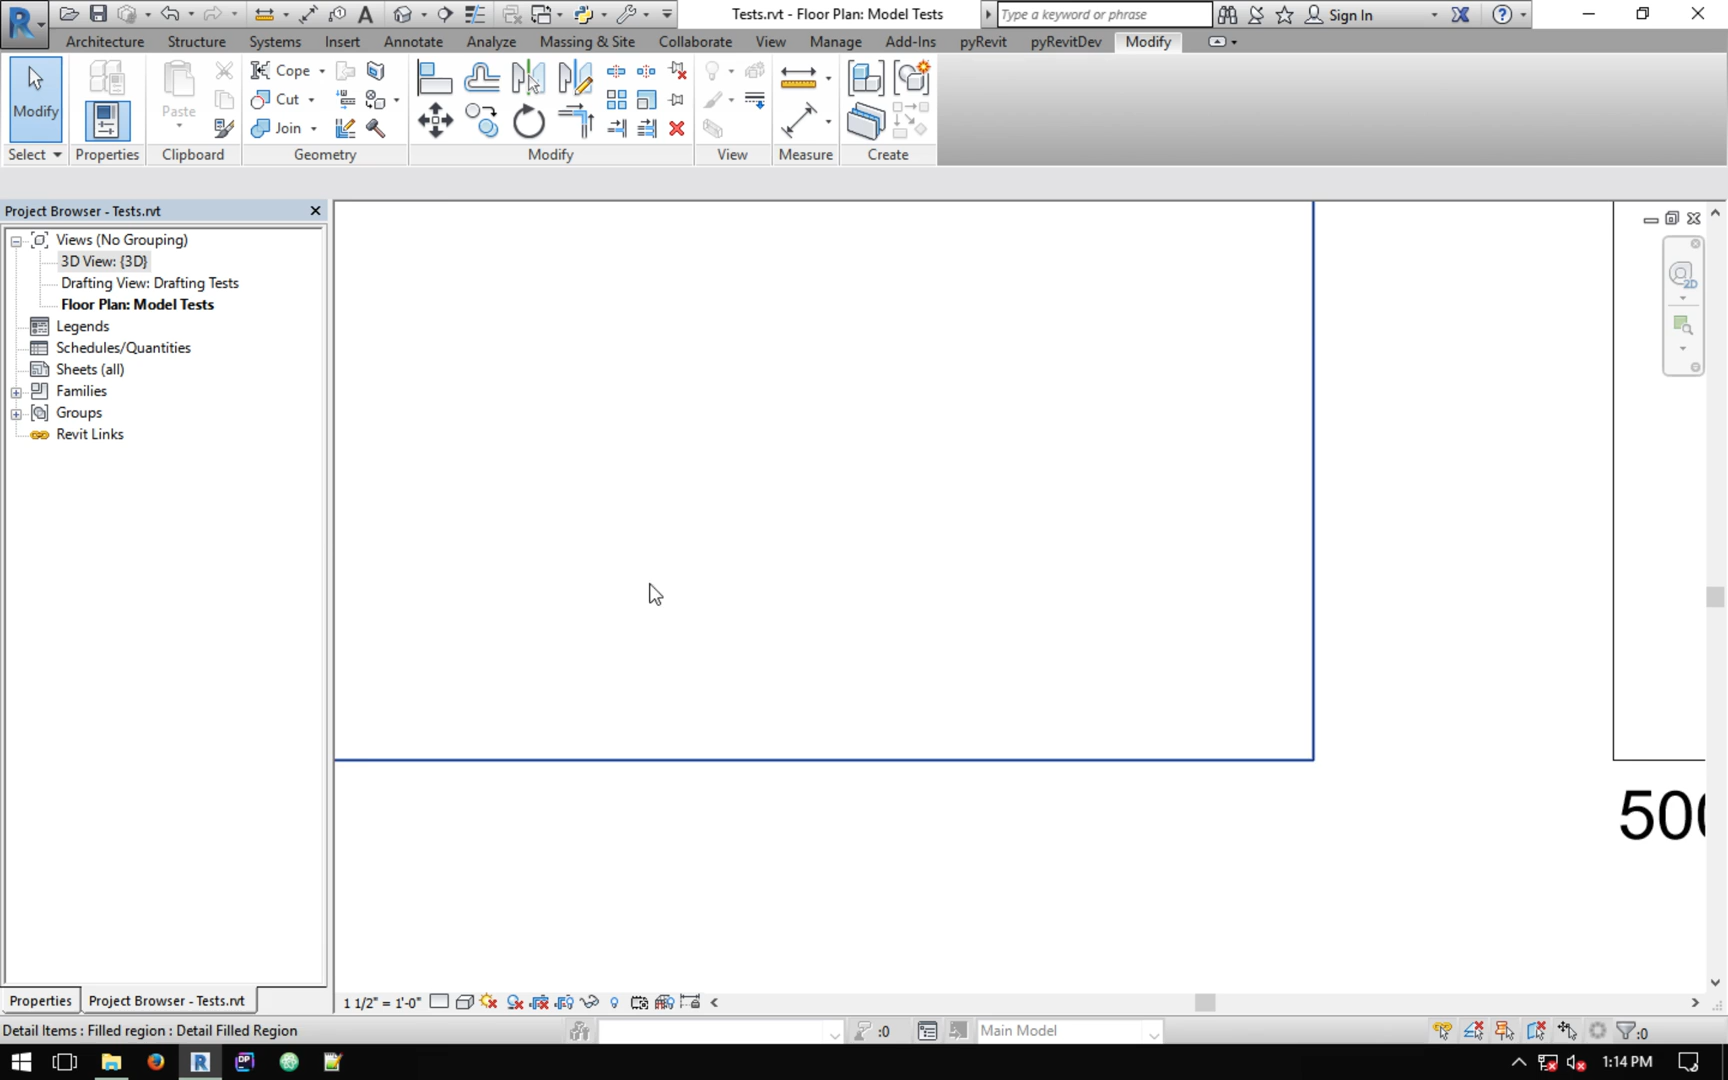 Tests.rvt - Floor Plan: Model Tests
Type a keyword or phrase
Sign In
Architecture Structure Systems Insert Annotate Analyze Massing & Site Collaborate View Manage Add-Ins pyRevit pyRevitDev Modify
Modify
Paste
Cope
Cut
Join
Select Properties Clipboard Geometry Modify View Measure Create
Project Browser - Tests.rvt
Views (No Grouping)
3D View: {3D}
Drafting View: Drafting Tests
Floor Plan: Model Tests
Legends
Schedules/Quantities
Sheets (all)
Families
Groups
Revit Links
2D
500
Properties Project Browser - Tests.rvt
1 1/2" = 1'-0"
Detail Items : Filled region : Detail Filled Region
:0
Main Model
:0
1:14 PM